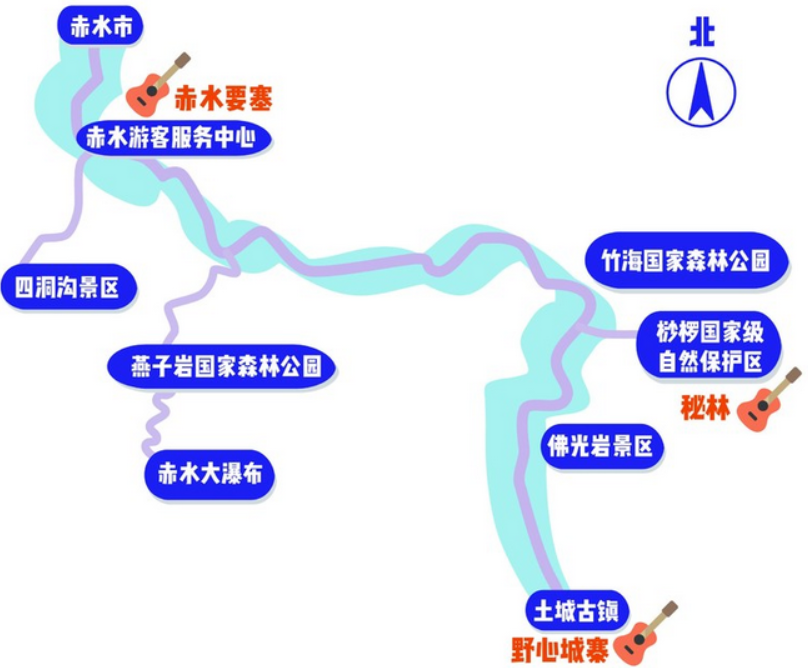 赤水市
北
赤水要塞
赤水游客服务中心
竹海国家森林公园
四洞沟景区
桫椤国家级
自然保护区
燕子岩国家森林公园
秘林
佛光岩景区
赤水大瀑布
土城古镇
野心城寨